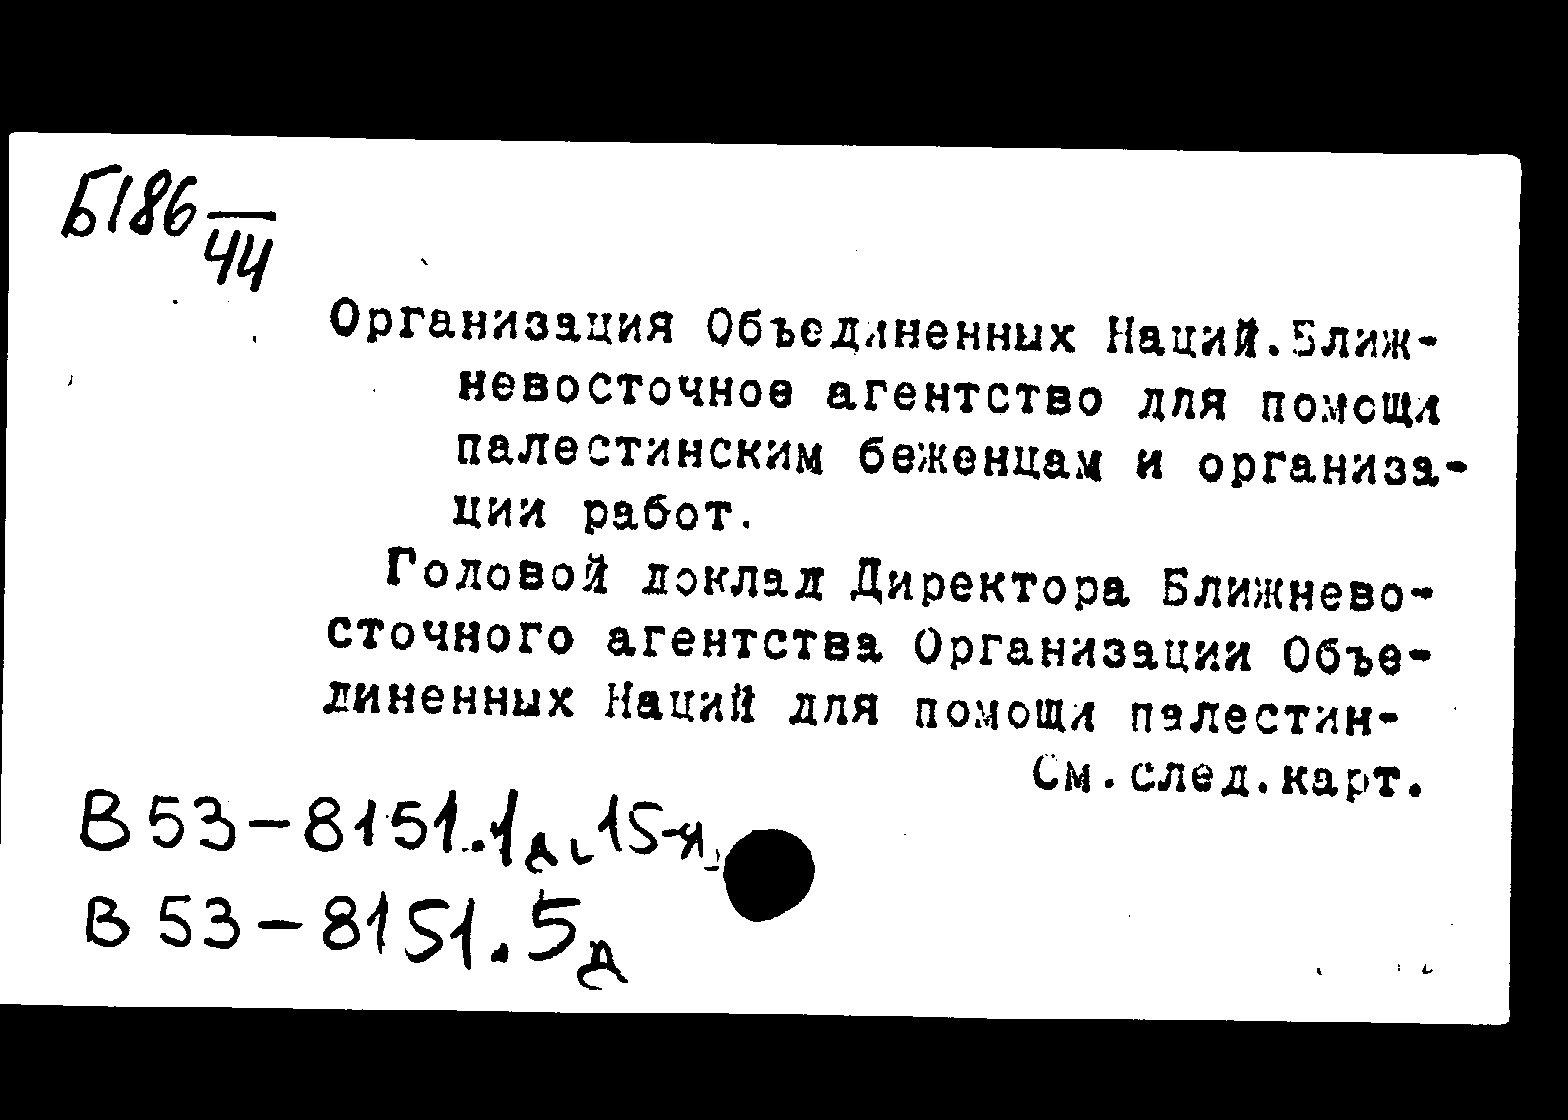 Б186
44
Организация Объединенных Наций.Ближ-
невосточное агентство для помощи
палестинским беженцам и организа-
ции работ.
Головой доклад Директора Ближнево-
сточного агентства Организации Объе-
диненных Наций для помощи палестин-
См.след.карт.
В 53-8151.1д, 15-я
В 53-8151.5д